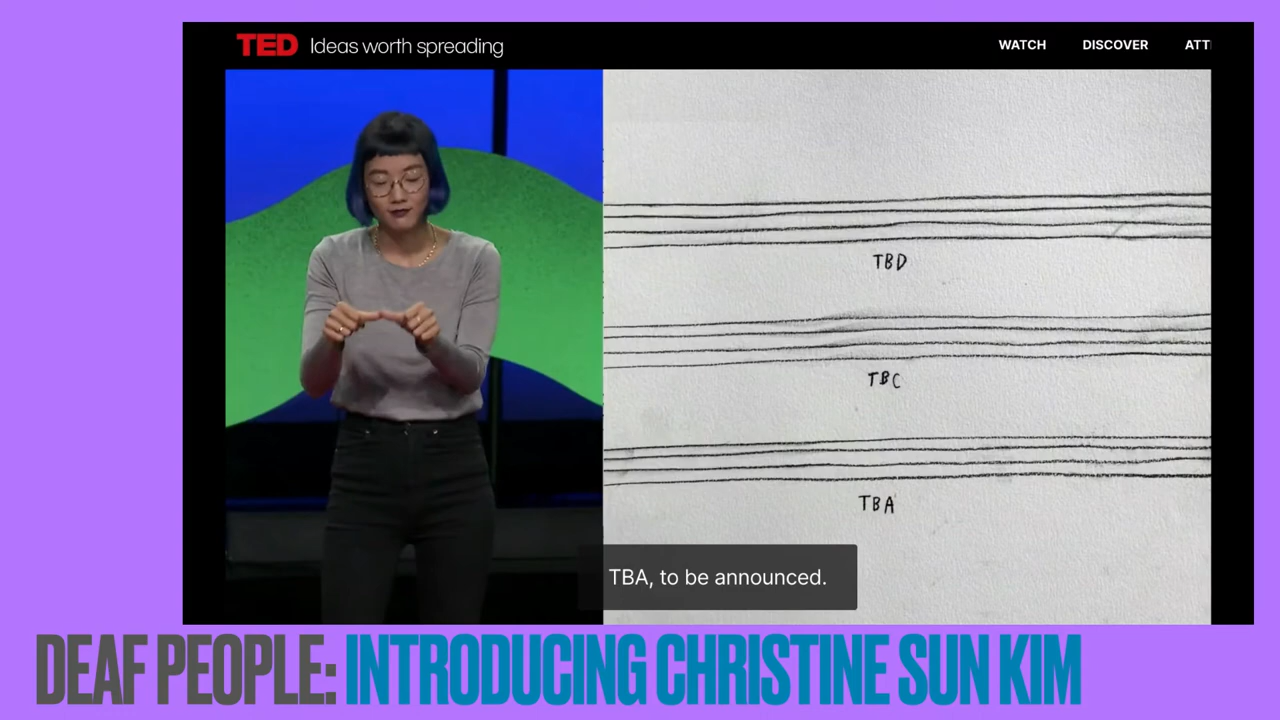 TED Ideas worth spreading
WATCH DISCOVER ATT
TBD
TBC
TBA
TBA, to be announced.
DEAF PEOPLE: INTRODUCING CHRISTINE SUN KIM